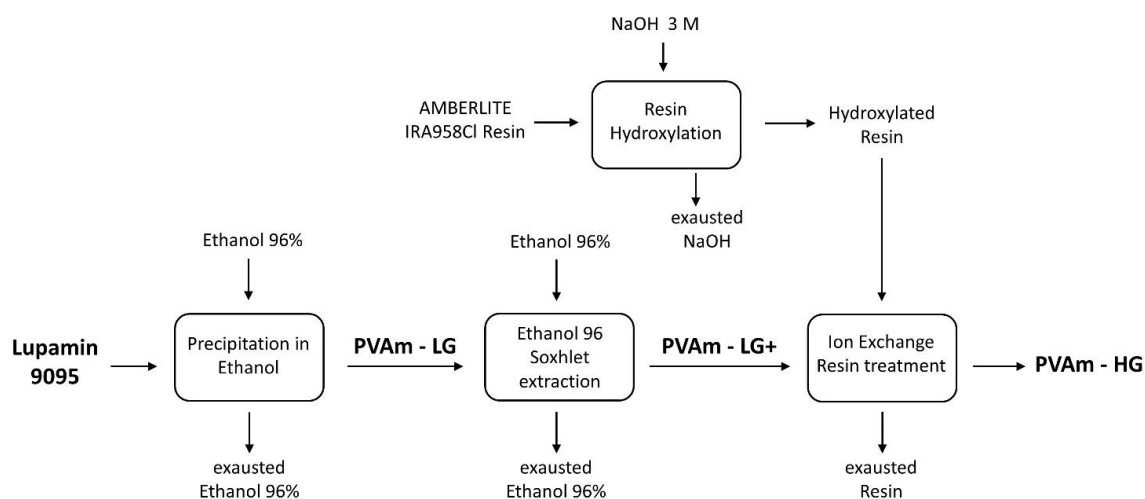 NaOH 3 M
AMBERLITE
IRA958Cl Resin
Resin
Hydroxylation
Hydroxylated
Resin
exausted
NaOH
Ethanol 96%
Ethanol 96%
Lupamin
9095
Precipitation in
Ethanol
PVAm - LG
Ethanol 96
Soxhlet
extraction
PVAm - LG+
Ion Exchange
Resin treatment
PVAm - HG
exausted
Ethanol 96%
exausted
Ethanol 96%
exausted
Resin